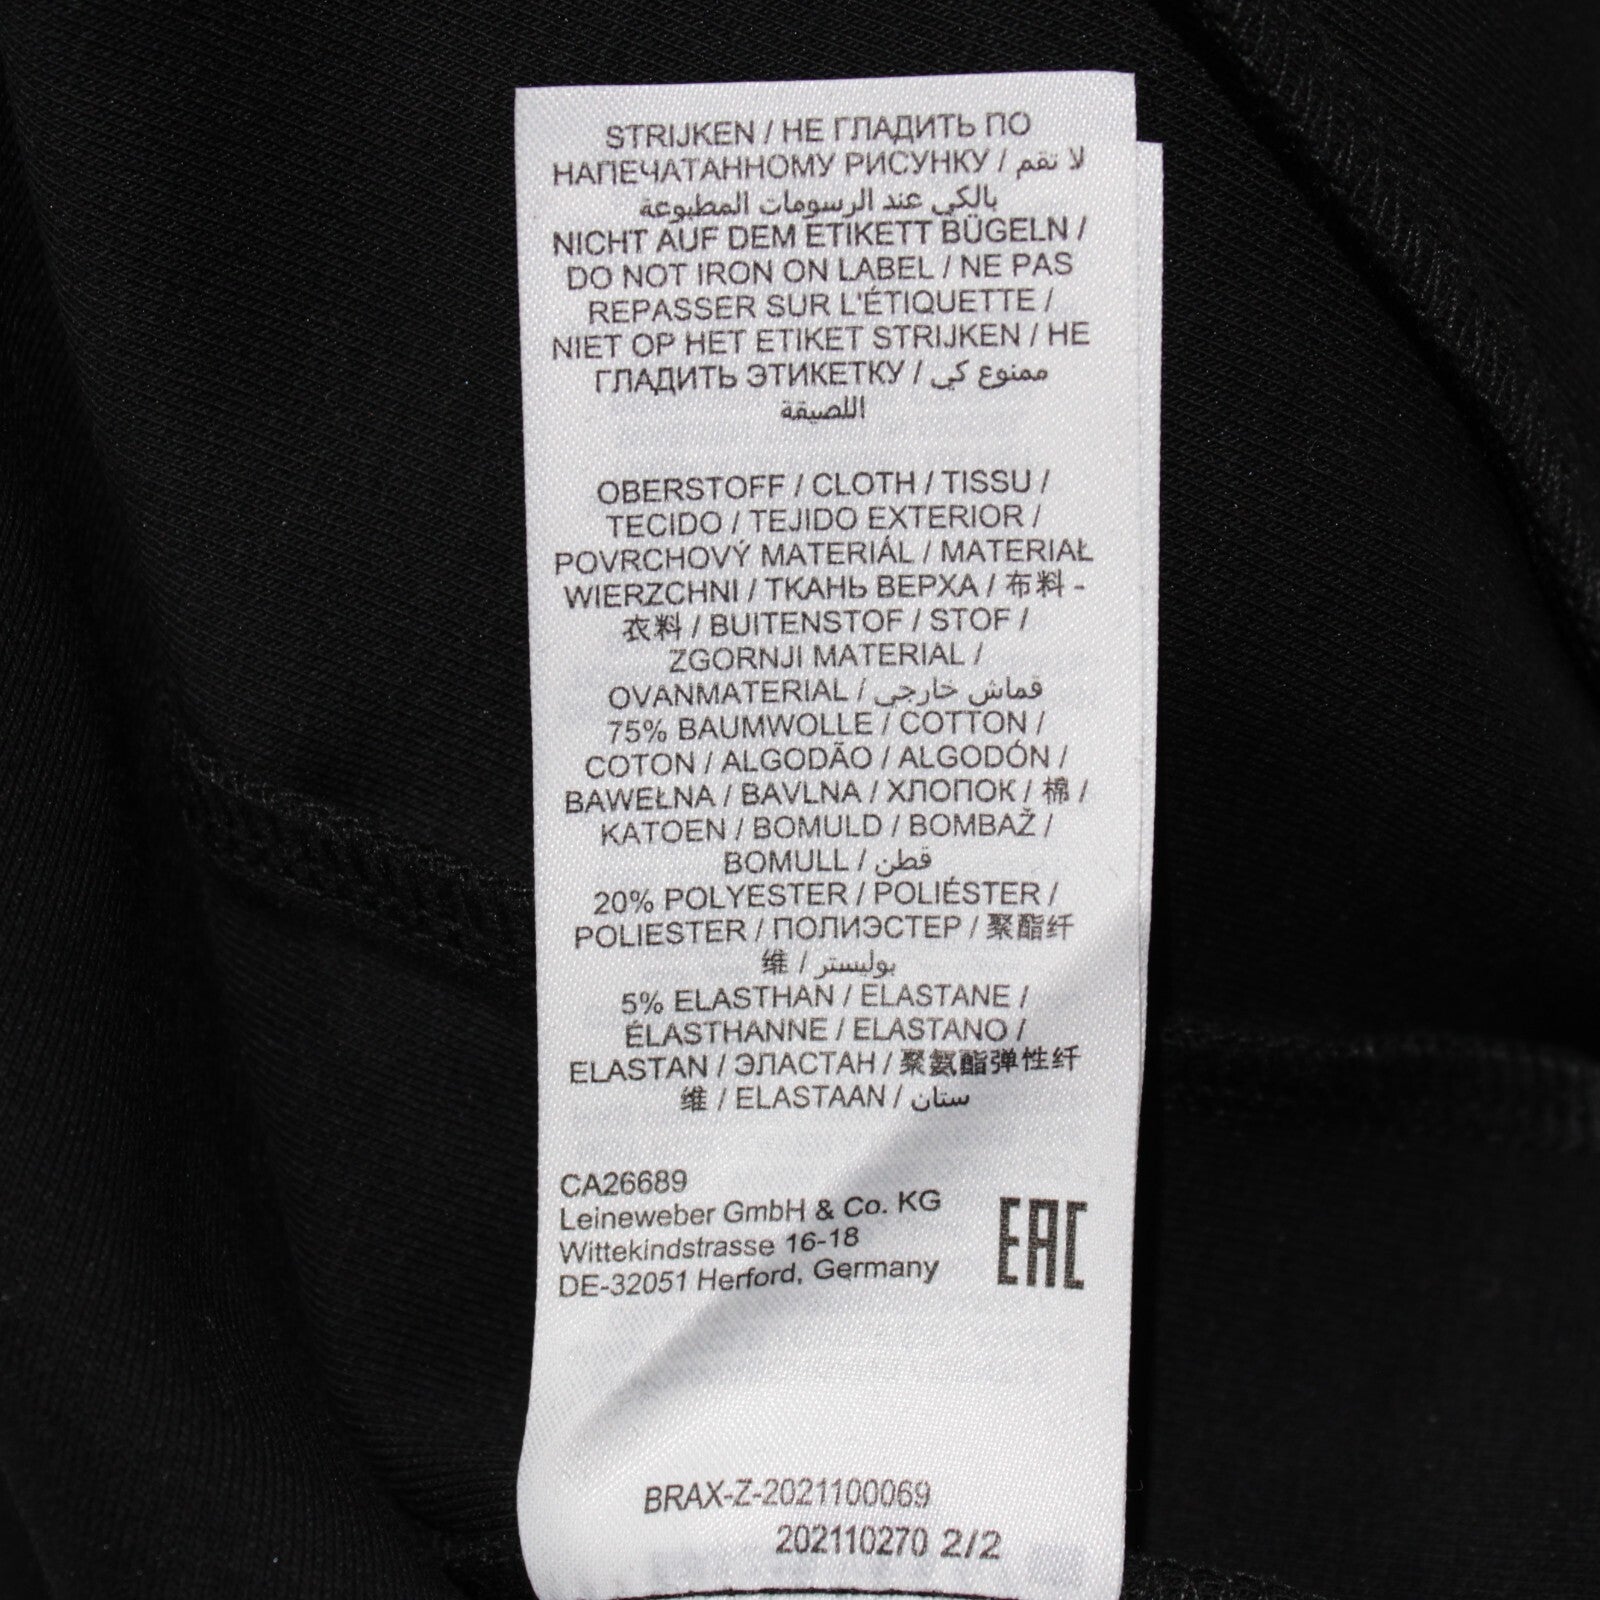 STRIJKEN / НЕ ГЛАДИТЬ ПО
НАПЕЧАТАННОМУ РИСУНКУ / لا تقم
بالكي عند الرسومات المطبوعة
NICHT AUF DEM ETIKETT BÜGELN /
DO NOT IRON ON LABEL / NE PAS
REPASSER SUR L'ÉTIQUETTE /
NIET OP HET ETIKET STRIJKEN / НЕ
ГЛАДИТЬ ЭТИКЕТКУ / ممنوع كي
اللصيقة
OBERSTOFF / CLOTH / TISSU /
TECIDO / TEJIDO EXTERIOR /
POVRCHOVÝ MATERIÁL / MATERIAŁ
WIERZCHNI / ТКАНЬ ВЕРХА / 布料 -
衣料 / BUITENSTOF / STOF /
ZGORNJI MATERIAL /
OVANMATERIAL / قماش خارجي
75% BAUMWOLLE / COTTON /
COTON / ALGODÃO / ALGODÓN /
BAWEŁNA / BAVLNA / ХЛОПОК / 棉 /
KATOEN / BOMULD / BOMBAŽ /
BOMULL / قطن
20% POLYESTER / POLIÉSTER /
POLIESTER / ПОЛИЭСТЕР / 聚酯纤
维 / بوليستر
5% ELASTHAN / ELASTANE /
ÉLASTHANNE / ELASTANO /
ELASTAN / ЭЛАСТАН / 聚氨酯弹性纤
维 / ELASTAAN / ستان
CA26689
Leineweber GmbH & Co. KG
Wittekindstrasse 16-18
DE-32051 Herford, Germany
EAC
BRAX-Z-2021100069
202110270 2/2